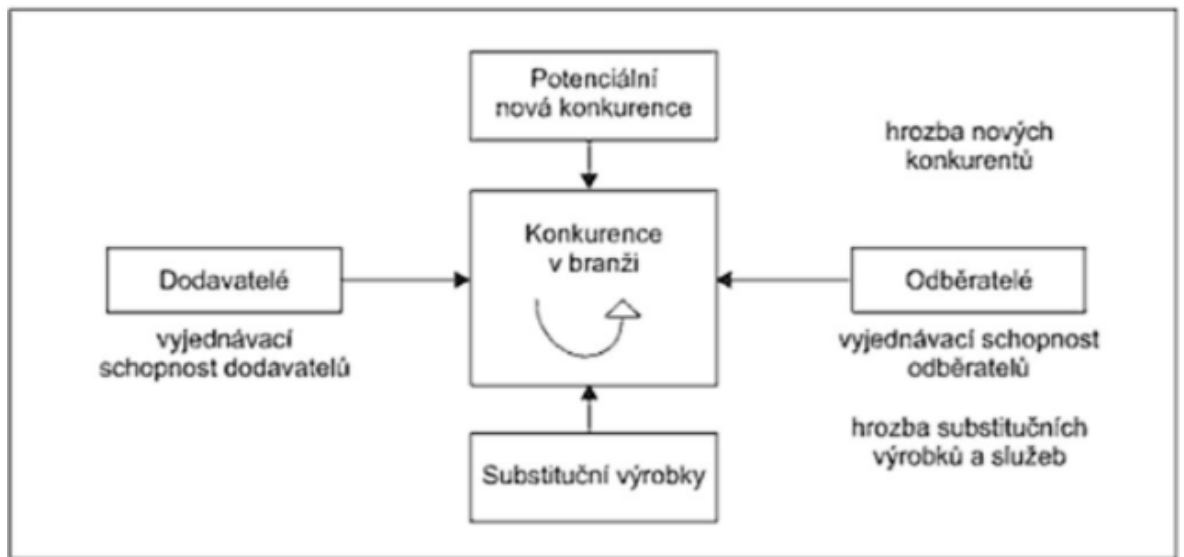 Potenciální
nová konkurence
hrozba nových
konkurentů
Konkurence
v branži
Dodavatelé
Odběratelé
vyjednávací
schopnost dodavatelů
vyjednávací schopnost
odběratelů
hrozba substitučních
výrobků a služeb
Substituční výrobky